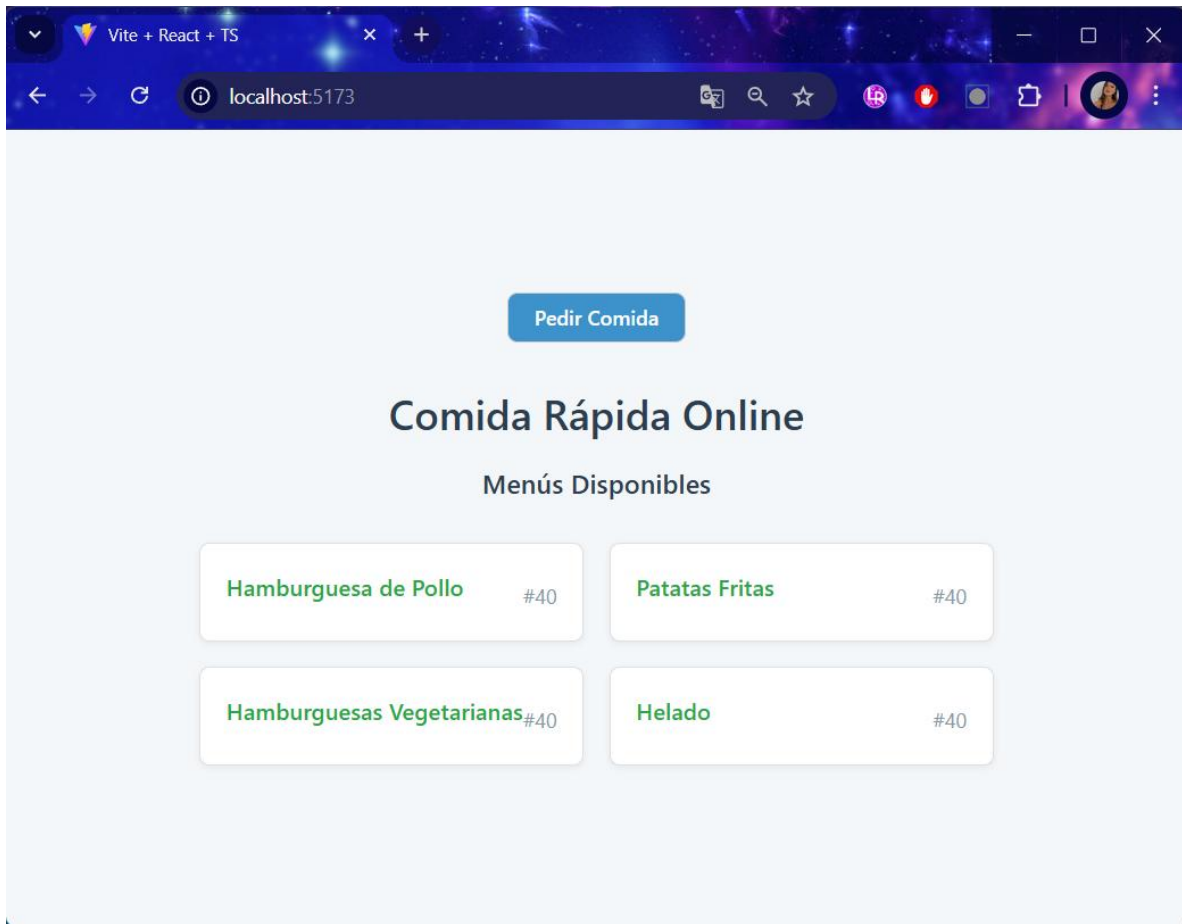 Vite + React + TS
localhost:5173
Pedir Comida
Comida Rápida Online
Menús Disponibles
Hamburguesa de Pollo #40
Patatas Fritas #40
Hamburguesas Vegetarianas #40
Helado #40